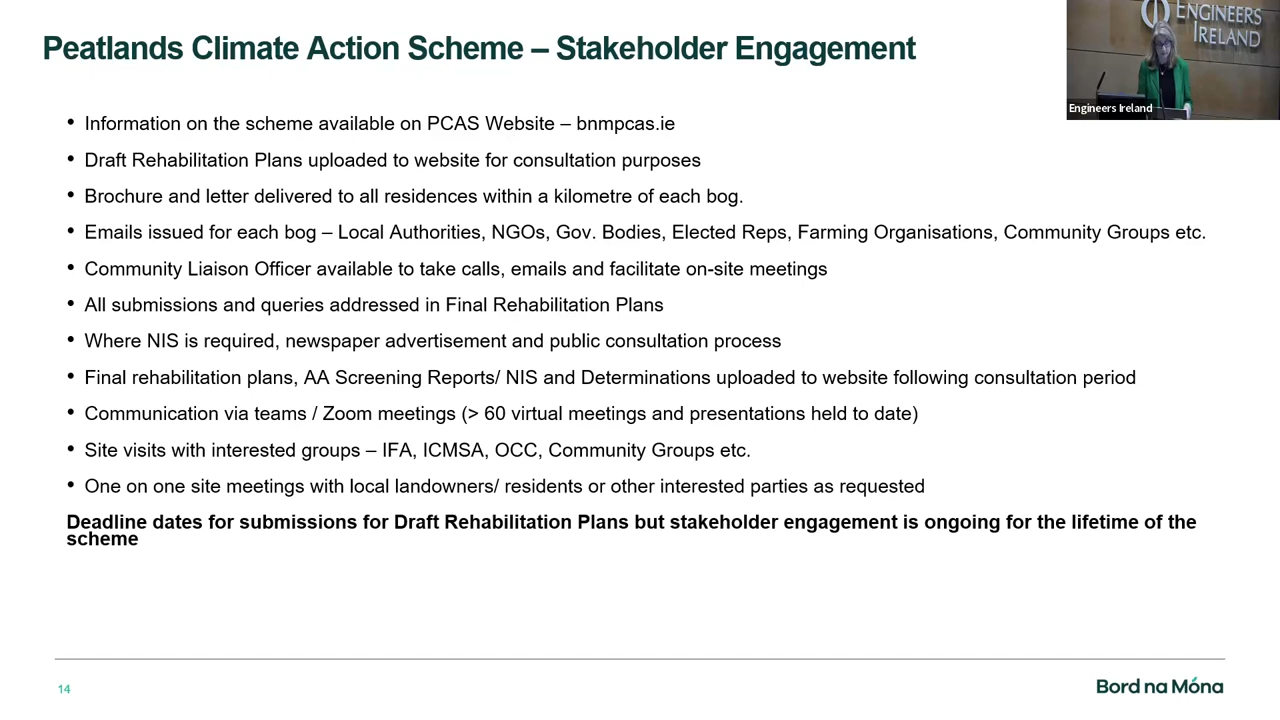 Peatlands Climate Action Scheme – Stakeholder Engagement
ENGINEERS
IRELAND
Engineers Ireland
• Information on the scheme available on PCAS Website – bnmpcas.ie
• Draft Rehabilitation Plans uploaded to website for consultation purposes
• Brochure and letter delivered to all residences within a kilometre of each bog.
• Emails issued for each bog – Local Authorities, NGOs, Gov. Bodies, Elected Reps, Farming Organisations, Community Groups etc.
• Community Liaison Officer available to take calls, emails and facilitate on-site meetings
• All submissions and queries addressed in Final Rehabilitation Plans
• Where NIS is required, newspaper advertisement and public consultation process
• Final rehabilitation plans, AA Screening Reports/ NIS and Determinations uploaded to website following consultation period
• Communication via teams / Zoom meetings (> 60 virtual meetings and presentations held to date)
• Site visits with interested groups – IFA, ICMSA, OCC, Community Groups etc.
• One on one site meetings with local landowners/ residents or other interested parties as requested
Deadline dates for submissions for Draft Rehabilitation Plans but stakeholder engagement is ongoing for the lifetime of the
scheme
14
Bord na Móna